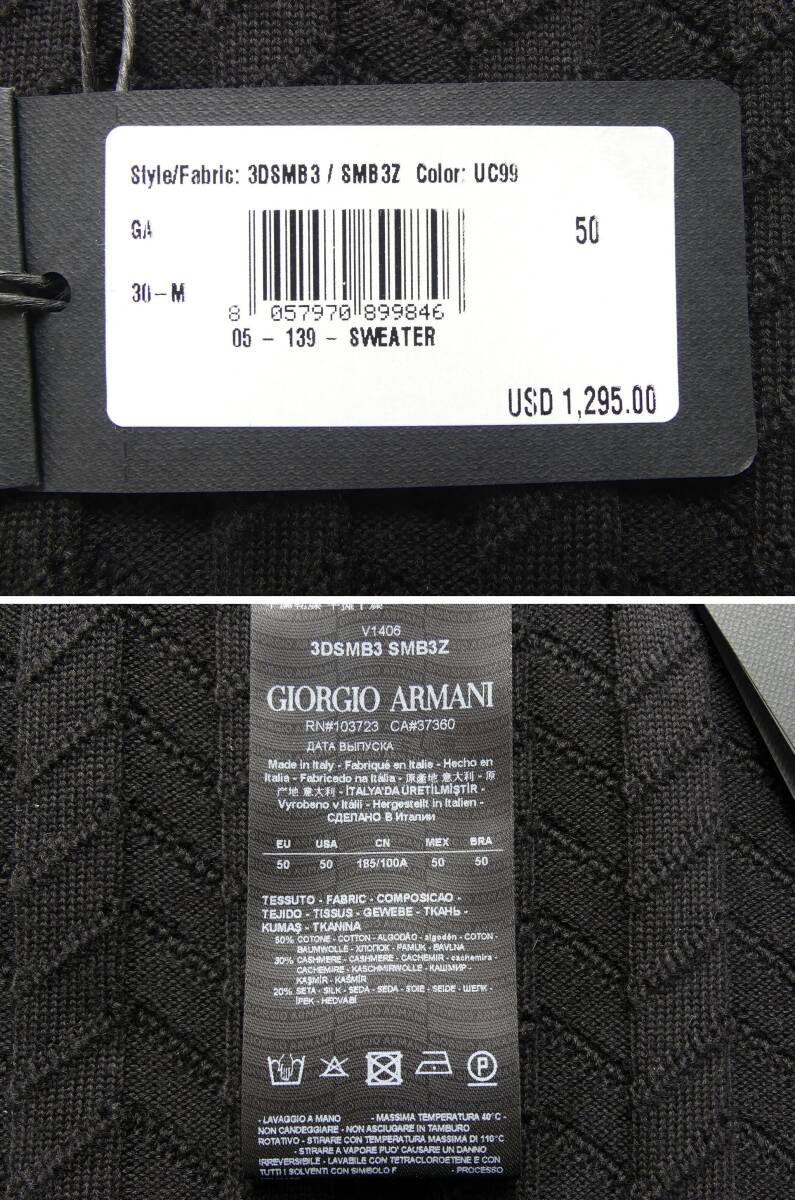 Style/Fabric: 3DSMB3 / SMB3Z Color: UC99
GA
50
30-M
8 057970 899846
05 - 139 - SWEATER
USD 1,295.00
V1406
3DSMB3 SMB3Z
GIORGIO ARMANI
RN#103723 CA#37360
ДАТА ВЫПУСКА
Made in Italy - Fabriqué en Italie - Hecho en
Italia - Fabricado na Itália - 原產地 意大利 - 原
产地 意大利 - İTALYA'DA ÜRETİLMİŞTİR -
Vyrobeno v Itálii - Hergestellt in Italien -
СДЕЛАНО В Италии
EU USA CN MEX BRA
50 50 185/100A 50 50
TESSUTO - FABRIC - COMPOSICAO -
TEJIDO - TISSUS - GEWEBE - ТКАНЬ -
KUMAŞ - TKANINA
50% COTONE - COTTON - ALGODÃO - algodón - COTON -
BAUMWOLLE - ХЛОПОК - PAMUK - BAVLNA
30% CASHMERE - CASHMERE - CACHEMIR - cachemira -
CACHEMIRE - KASCHMIRWOLLE - КАШМИР -
KAŞMİR - KAŠMÍR
20% SETA - SILK - SEDA - SEDA - SOIE - SEIDE - ШЕЛК -
İPEK - HEDVÁBÍ
P
- LAVAGGIO A MANO - MASSIMA TEMPERATURA 40°C -
NON CANDEGGIARE - NON ASCIUGARE IN TAMBURO
ROTATIVO - STIRARE CON TEMPERATURA MASSIMA DI 110°C
- STIRARE A VAPORE PUO' CAUSARE UN DANNO
IRREVERSIBILE - LAVABILE CON TETRACLOROETENE E CON
TUTTI I SOLVENTI CON SIMBOLO F - PROCESSO